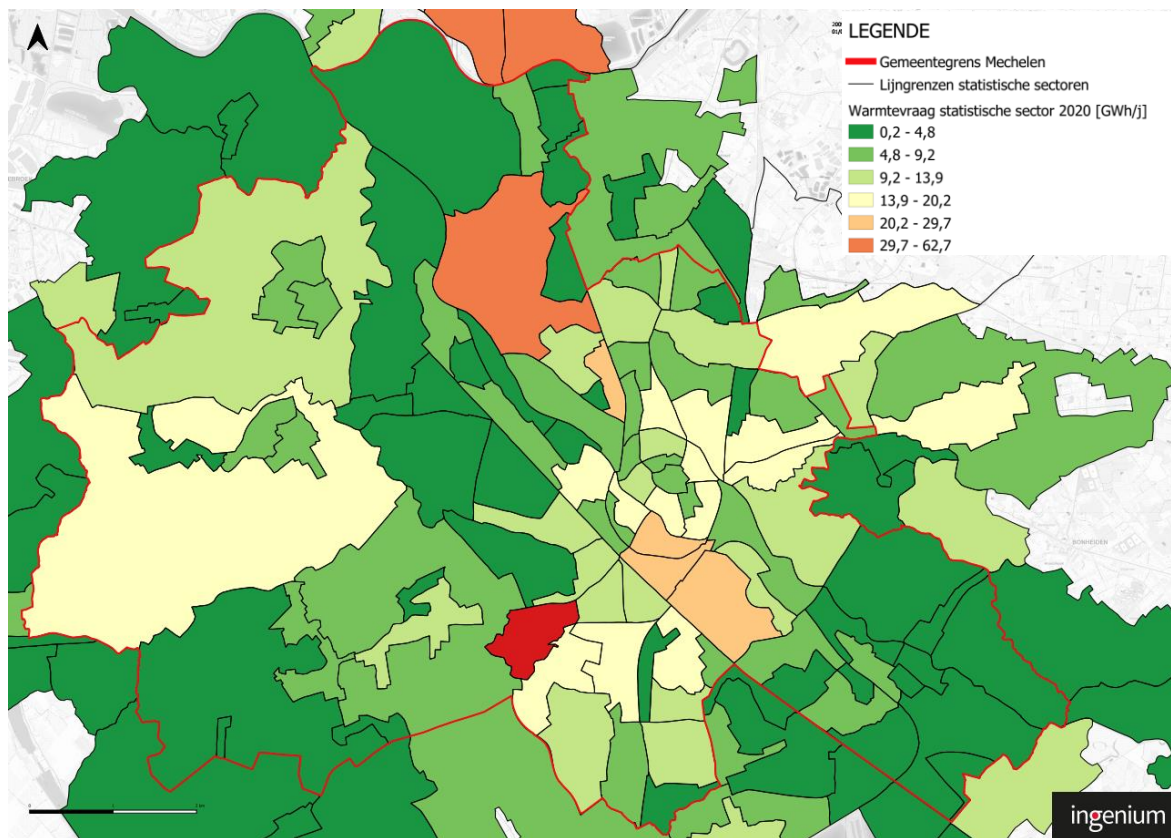 LEGENDE
Gemeentegrens Mechelen
Lijngrenzen statistische sectoren
Warmtevraag statistische sector 2020 [GWh/j]
0,2 - 4,8
4,8 - 9,2
9,2 - 13,9
13,9 - 20,2
20,2 - 29,7
29,7 - 62,7
BONHEIDEN
ingenium